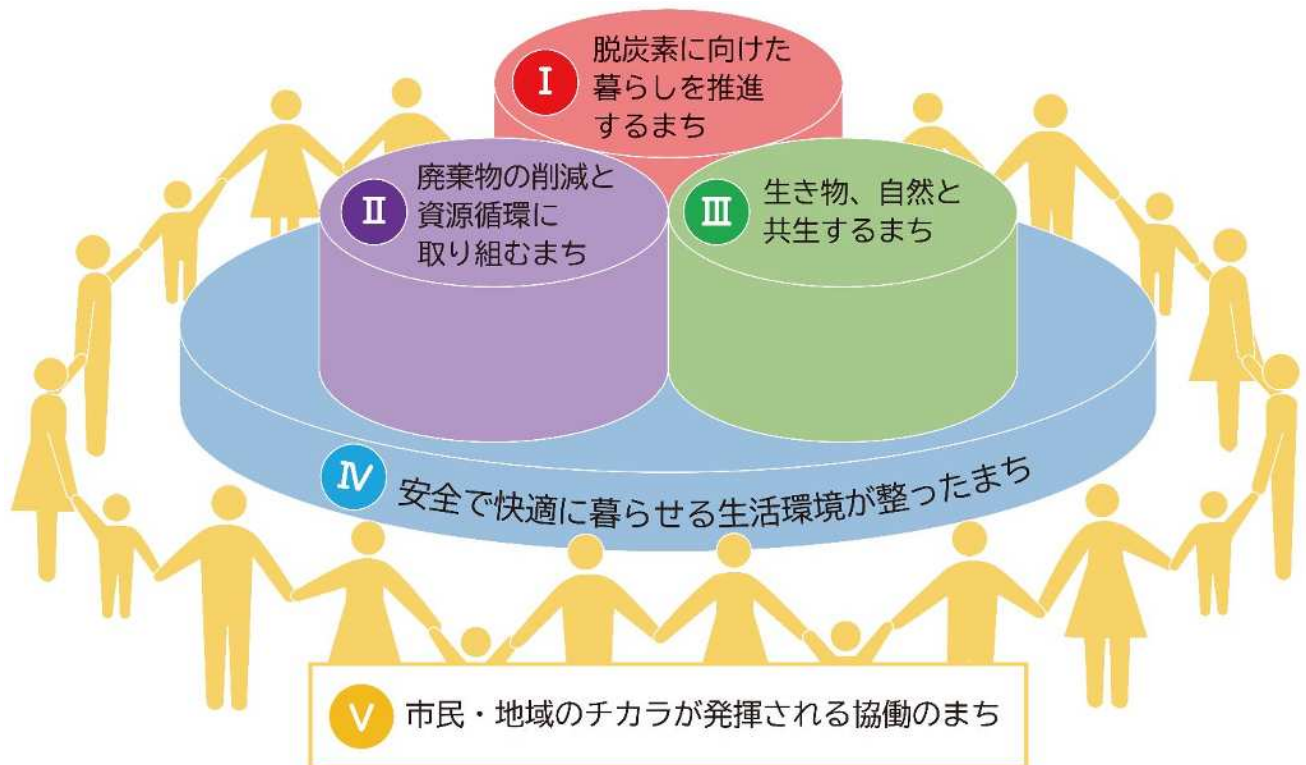 Ⅰ
脱炭素に向けた
暮らしを推進
するまち
Ⅱ
廃棄物の削減と
資源循環に
取り組むまち
Ⅲ
生き物、自然と
共生するまち
Ⅳ 安全で快適に暮らせる生活環境が整ったまち
Ⅴ 市民・地域のチカラが発揮される協働のまち